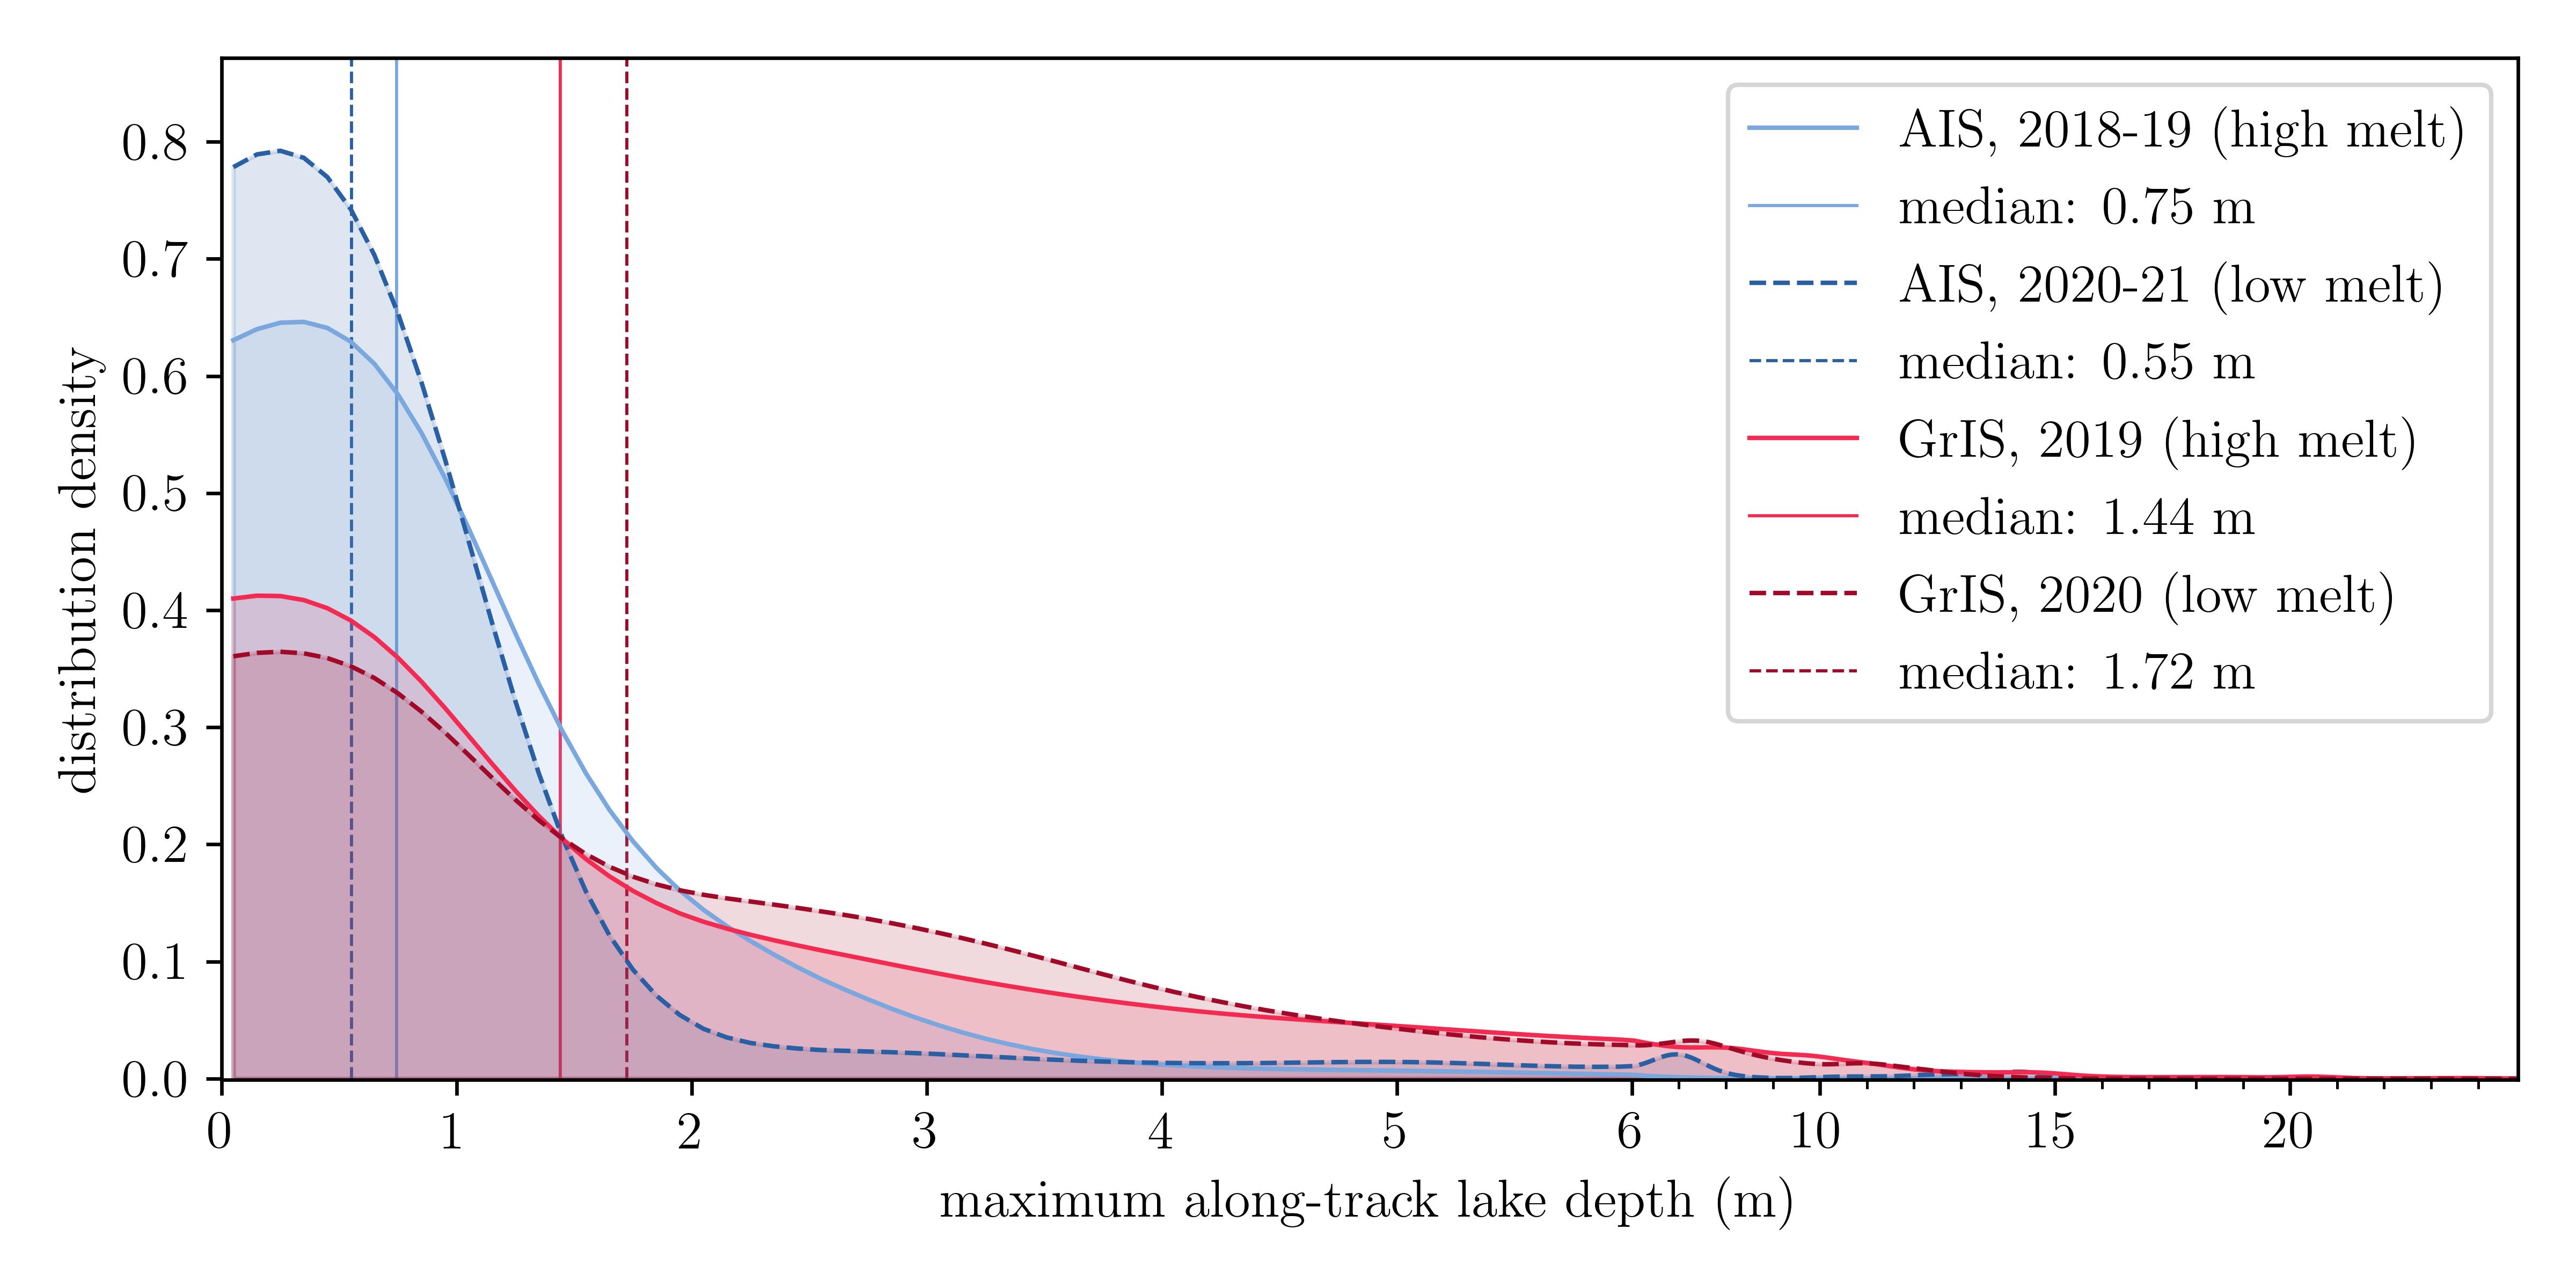 0.8
0.7
0.6
0.5
0.4
0.3
0.2
0.1
0.0
distribution density
0 1 2 3 4 5 6 10 15 20
maximum along-track lake depth (m)
AIS, 2018-19 (high melt)
median: 0.75 m
AIS, 2020-21 (low melt)
median: 0.55 m
GrIS, 2019 (high melt)
median: 1.44 m
GrIS, 2020 (low melt)
median: 1.72 m